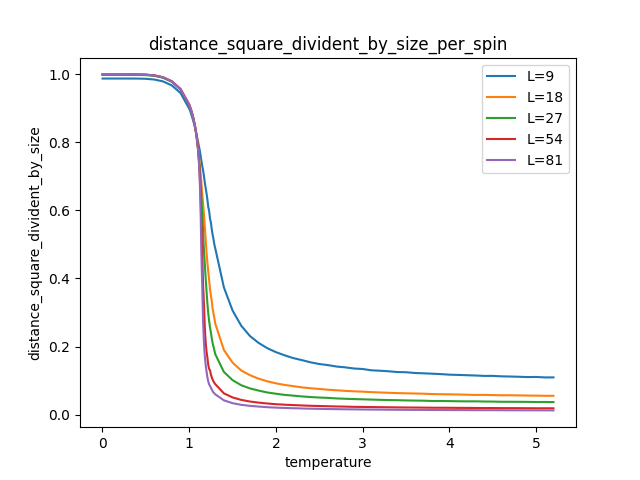 distance_square_divident_by_size_per_spin
distance_square_divident_by_size
1.0
0.8
0.6
0.4
0.2
0.0
L=9
L=18
L=27
L=54
L=81
0 1 2 3 4 5
temperature